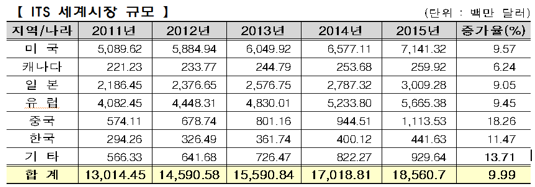 [ ITS 세계시장 규모 ]
(단위 : 백만 달러)
지역/나라 2011년 2012년 2013년 2014년 2015년 증가율(%)
미 국 5,089.62 5,884.94 6,049.92 6,577.11 7,141.32 9.57
캐나다 221.23 233.77 244.79 253.68 259.92 6.24
일 본 2,186.45 2,376.65 2,576.75 2,787.32 3,009.28 9.05
유 럽 4,082.45 4,448.31 4,830.01 5,233.80 5,665.38 9.45
중국 574.11 678.74 801.16 944.51 1,113.53 18.26
한국 294.26 326.49 361.74 400.12 441.63 11.47
기 타 566.33 641.68 726.47 822.27 929.64 13.71
합 계 13,014.45 14,590.58 15,590.84 17,018.81 18,560.7 9.99